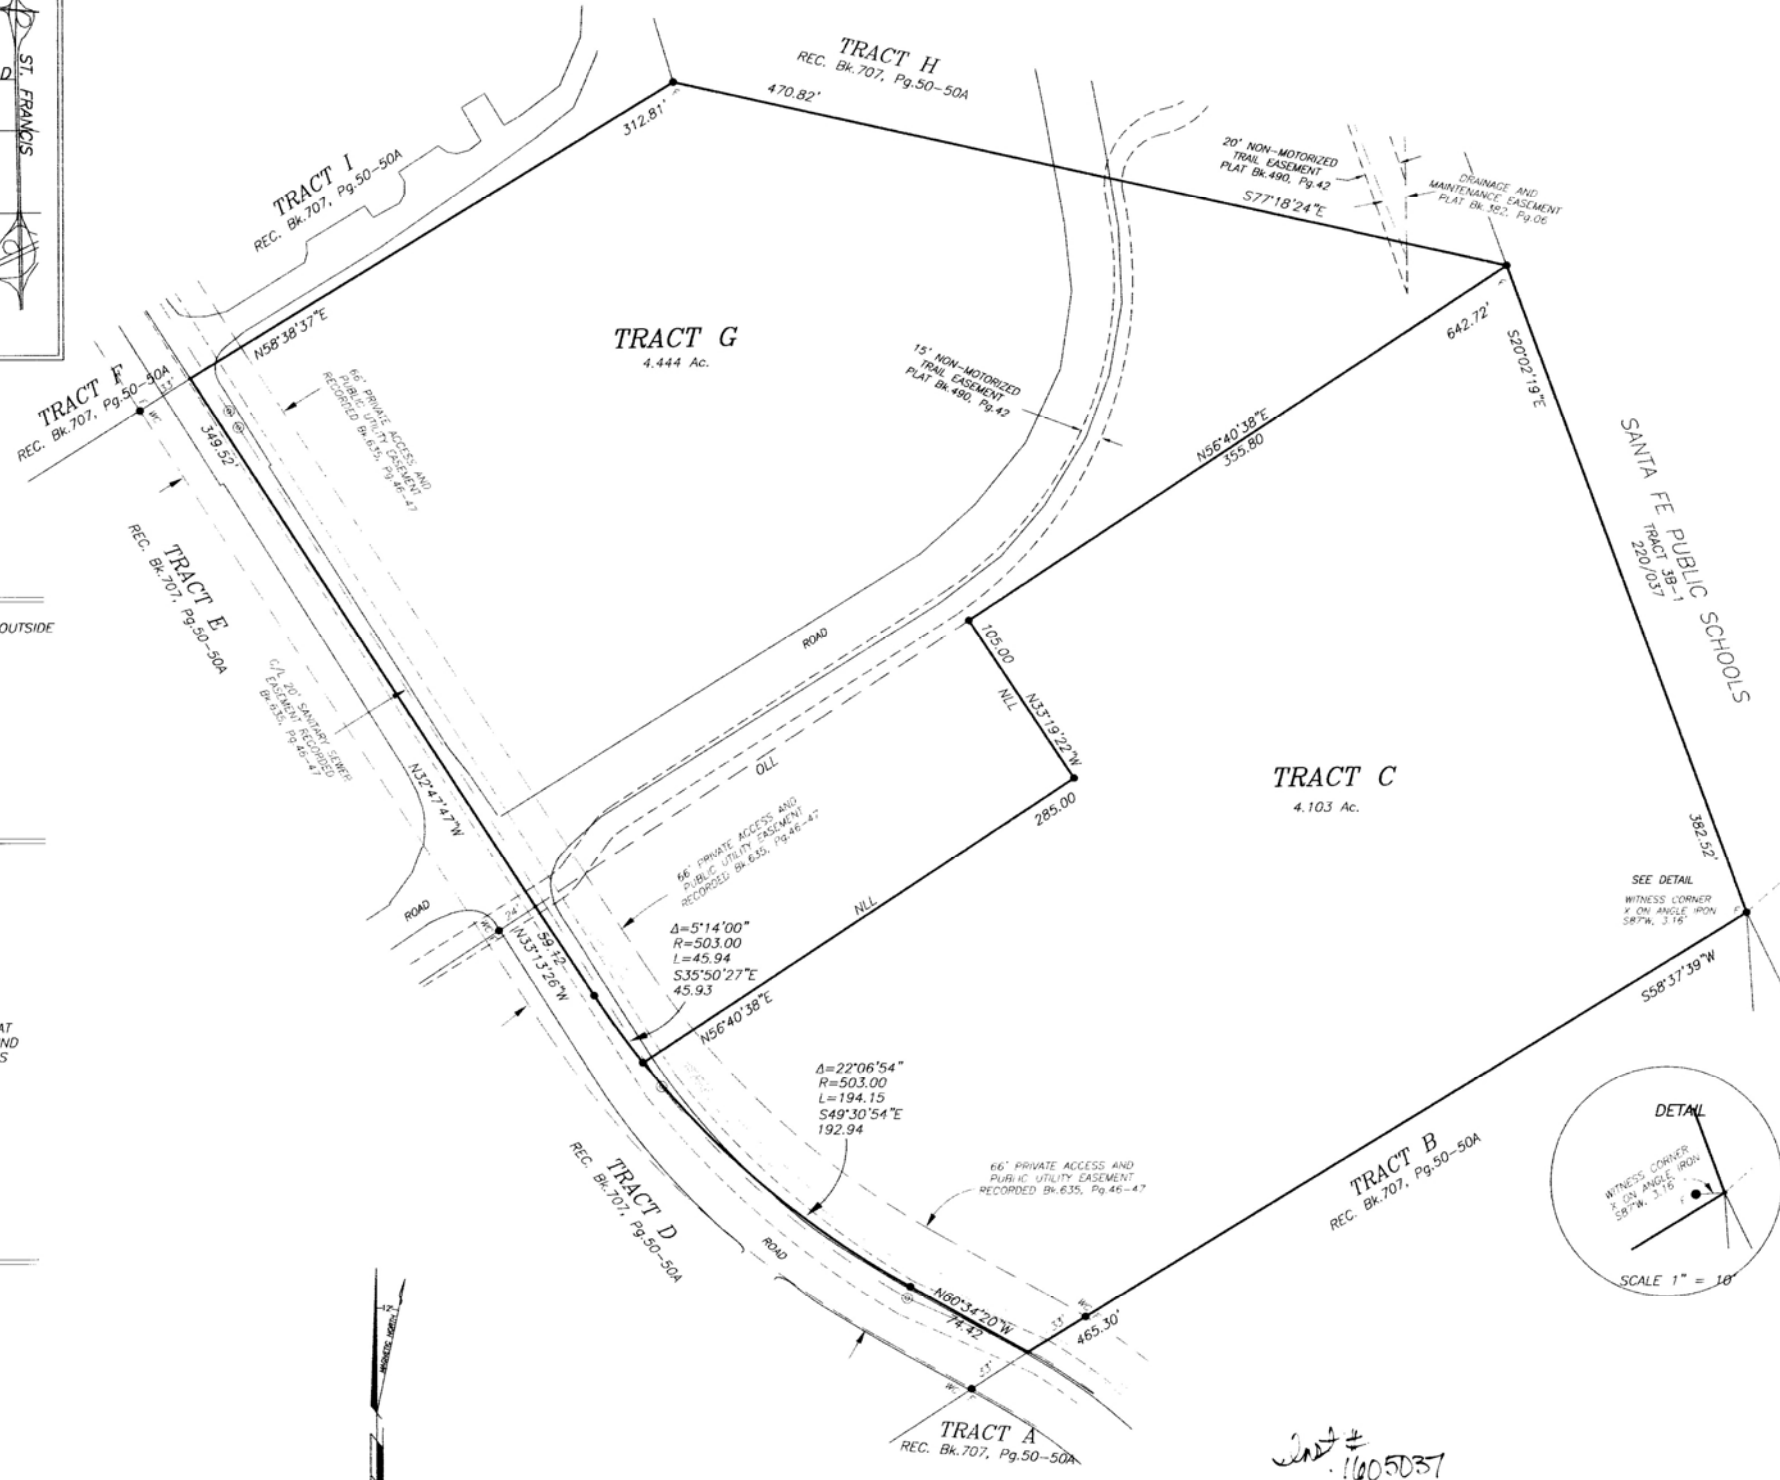 ST. FRANCIS
D
TRACT H
REC. Bk.707, Pg.50-50A
470.82'
312.81'
TRACT I
REC. Bk.707, Pg.50-50A
20' NON-MOTORIZED
TRAIL EASEMENT
PLAT Bk.490, Pg.42
DRAINAGE AND
MAINTENANCE EASEMENT
PLAT Bk.382, Pg.06
S77°18'24"E
N58°38'37"E
TRACT G
4.444 Ac.
TRACT F
REC. Bk.707, Pg.50-50A
33'
WC
F
349.52'
66' PRIVATE ACCESS AND
PUBLIC UTILITY EASEMENT
RECORDED Bk.635, Pg.46-47
15' NON-MOTORIZED
TRAIL EASEMENT
PLAT Bk.490, Pg.42
642.72'
S20°02'19"E
N56°40'38"E
355.80
SANTA FE PUBLIC SCHOOLS
TRACT 3B-1
220/037
TRACT E
REC. Bk.707, Pg.50-50A
OUTSIDE
C/L 20' SANITARY SEWER
EASEMENT RECORDED
Bk.635, Pg.46-47
ROAD
105.00
NLL
N33°19'22"W
OLL
N32°47'47"W
TRACT C
4.103 Ac.
285.00
66' PRIVATE ACCESS AND
PUBLIC UTILITY EASEMENT
RECORDED Bk.635, Pg.46-47
382.52'
SEE DETAIL
WITNESS CORNER
X ON ANGLE IRON
S87°W, 3.16'
F
ROAD
24'
WC
59.72
N33°13'26"W
NLL
Δ=5°14'00"
R=503.00
L=45.94
S35°50'27"E
45.93
N56°40'38"E
S58°37'39"W
AT
ND
S
Δ=22°06'54"
R=503.00
L=194.15
S49°30'54"E
192.94
DETAIL
WITNESS CORNER
X ON ANGLE IRON
S87°W, 3.16'
F
SCALE 1" = 10'
66' PRIVATE ACCESS AND
PUBLIC UTILITY EASEMENT
RECORDED Bk.635, Pg.46-47
TRACT B
REC. Bk.707, Pg.50-50A
TRACT D
REC. Bk.707, Pg.50-50A
ROAD
N60°34'20"W
74.42
WC
33'
465.30'
33'
WC
12°
MAGNETIC NORTH
TRACT A
REC. Bk.707, Pg.50-50A
Inst #
1605037